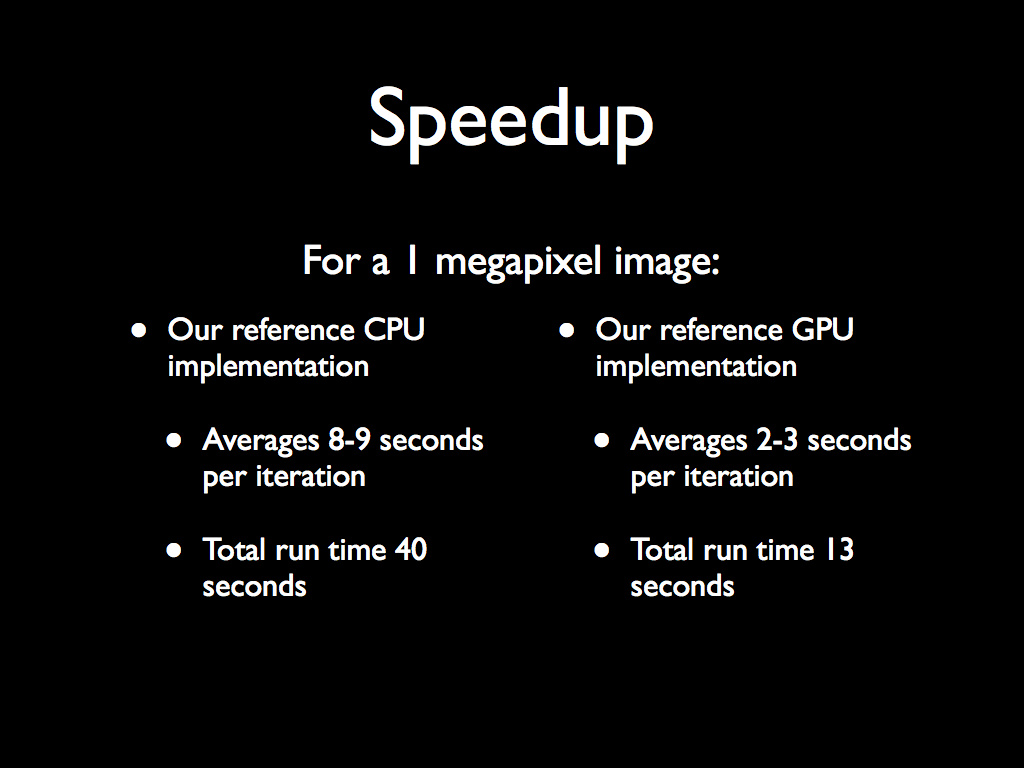 Speedup
For a 1 megapixel image:
• Our reference CPU
implementation
• Averages 8-9 seconds
per iteration
• Total run time 40
seconds
• Our reference GPU
implementation
• Averages 2-3 seconds
per iteration
• Total run time 13
seconds